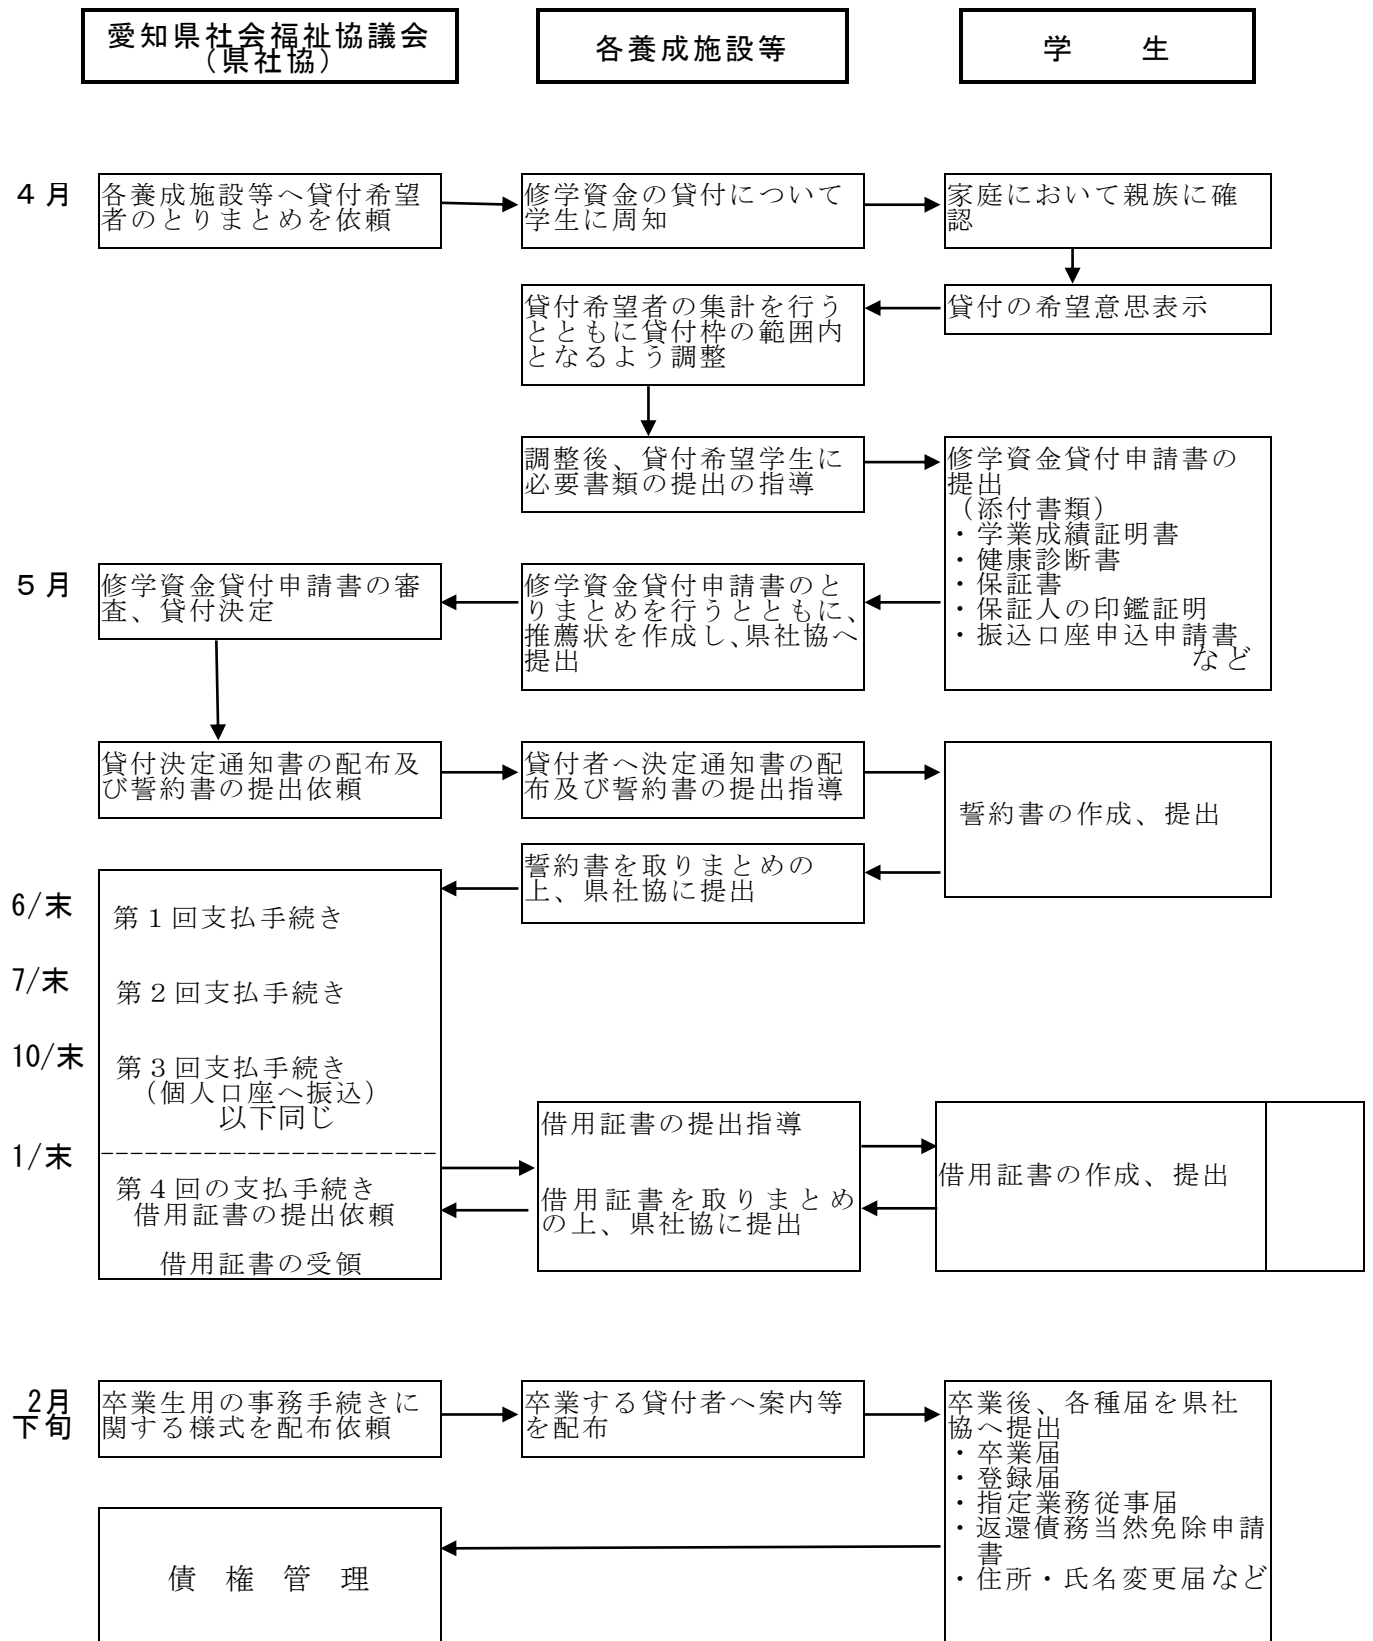 愛知県社会福祉協議会
（県社協）
各養成施設等
学　　生
４月
各養成施設等へ貸付希望
者のとりまとめを依頼
修学資金の貸付について
学生に周知
家庭において親族に確
認
貸付希望者の集計を行う
とともに貸付枠の範囲内
となるよう調整
貸付の希望意思表示
調整後、貸付希望学生に
必要書類の提出の指導
修学資金貸付申請書の
提出
（添付書類）
・学業成績証明書
・健康診断書
・保証書
・保証人の印鑑証明
・振込口座申込申請書
など
５月
修学資金貸付申請書の審
査、貸付決定
修学資金貸付申請書のと
りまとめを行うとともに、
推薦状を作成し、県社協へ
提出
貸付決定通知書の配布及
び誓約書の提出依頼
貸付者へ決定通知書の配
布及び誓約書の提出指導
誓約書の作成、提出
誓約書を取りまとめの
上、県社協に提出
6/末
第１回支払手続き
7/末
第２回支払手続き
10/末
第３回支払手続き
（個人口座へ振込）
以下同じ
1/末
第４回の支払手続き
借用証書の提出依頼
借用証書の受領
借用証書の提出指導
借用証書を取りまとめ
の上、県社協に提出
借用証書の作成、提出
2月
下旬
卒業生用の事務手続きに
関する様式を配布依頼
卒業する貸付者へ案内等
を配布
卒業後、各種届を県社
協へ提出
・卒業届
・登録届
・指定業務従事届
・返還債務当然免除申請
書
・住所・氏名変更届など
債　権　管　理